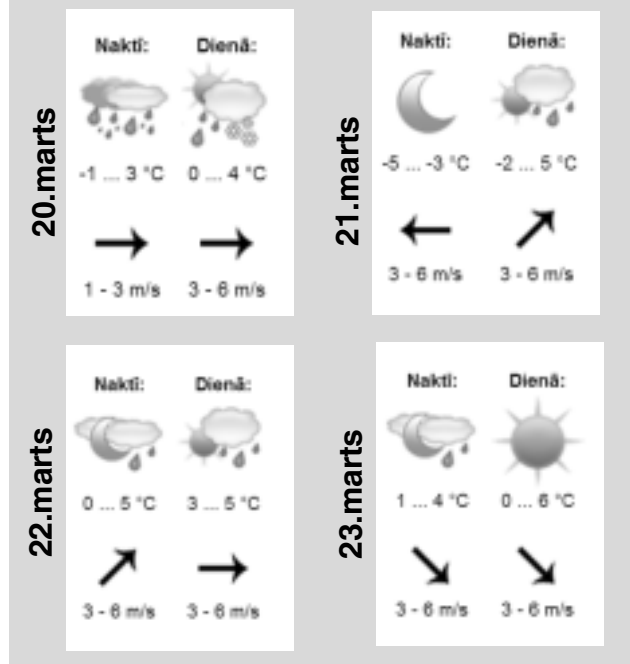 20.marts
Naktī: Dienā:
-1 ... 3 °C 0 ... 4 °C
1 - 3 m/s 3 - 6 m/s
21.marts
Naktī: Dienā:
-5 ... -3 °C -2 ... 5 °C
3 - 6 m/s 3 - 6 m/s
22.marts
Naktī: Dienā:
0 ... 5 °C 3 ... 5 °C
3 - 6 m/s 3 - 6 m/s
23.marts
Naktī: Dienā:
1 ... 4 °C 0 ... 6 °C
3 - 6 m/s 3 - 6 m/s